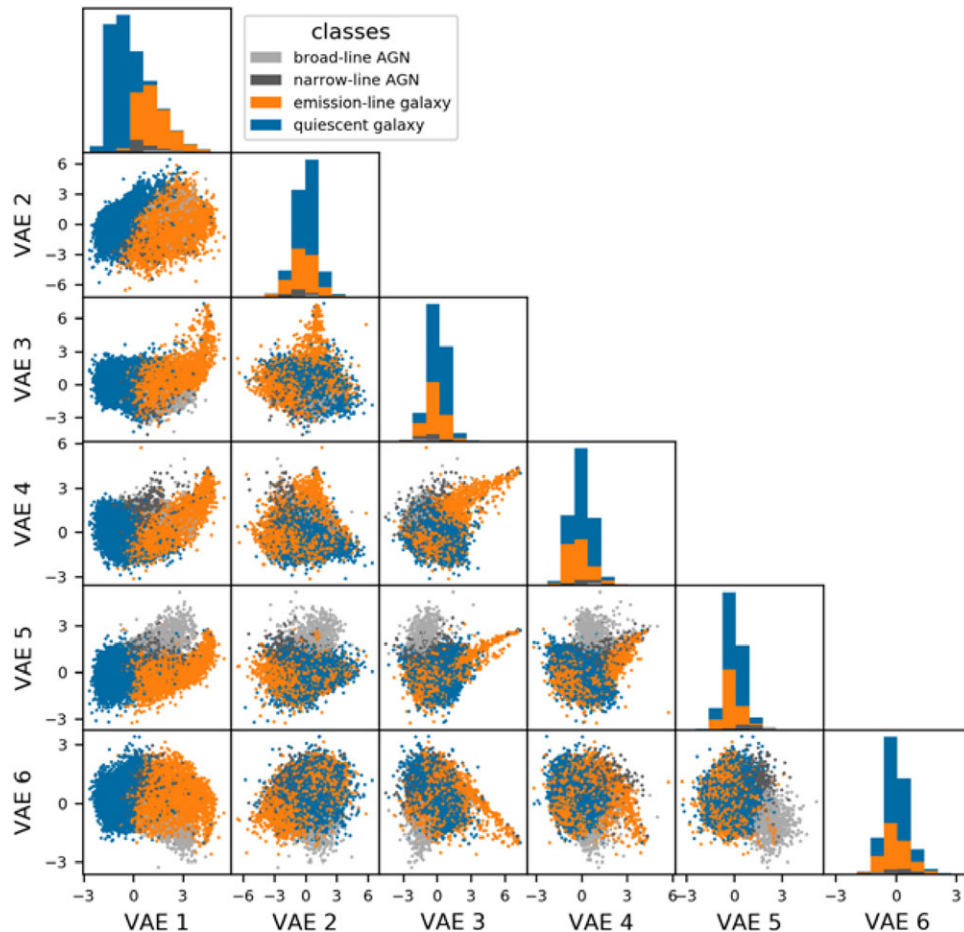 classes
broad-line AGN
narrow-line AGN
emission-line galaxy
quiescent galaxy
VAE 2
6
3
0
−3
−6
VAE 3
6
3
0
−3
VAE 4
6
3
0
−3
VAE 5
3
0
−3
VAE 6
3
0
−3
−3 0 3
−6 −3 0 3 6
−3 0 3 6
−3 0 3 6
−3 0 3
−3 0 3
VAE 1 VAE 2 VAE 3 VAE 4 VAE 5 VAE 6